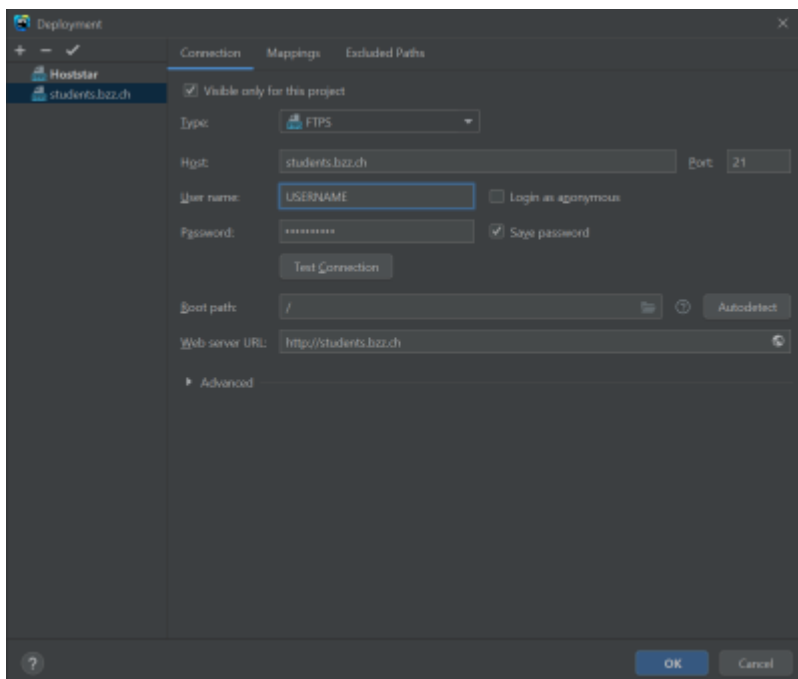 Deployment
Connection Mappings Excluded Paths
Hoststar
students.bzz.ch
Visible only for this project
Type: FTPS
Host: students.bzz.ch Port: 21
User name: USERNAME Login as anonymous
Password: •••••••••• Save password
Test Connection
Root path: / ? Autodetect
Web server URL: http://students.bzz.ch
Advanced
? OK Cancel